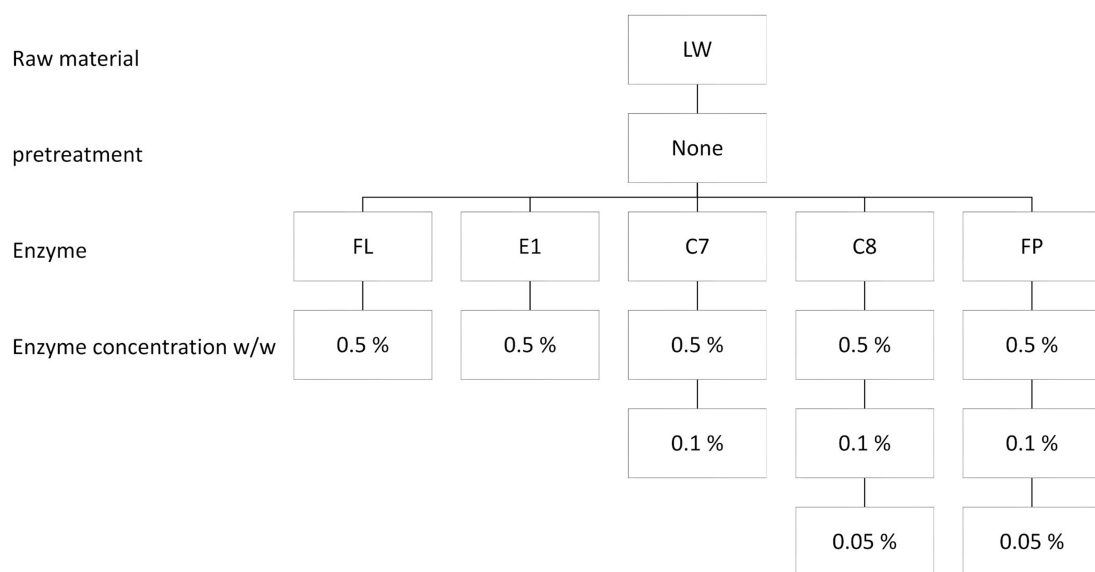 Raw material
LW
pretreatment
None
Enzyme
FL
E1
C7
C8
FP
Enzyme concentration w/w
0.5 %
0.5 %
0.5 %
0.5 %
0.5 %
0.1 %
0.1 %
0.1 %
0.05 %
0.05 %